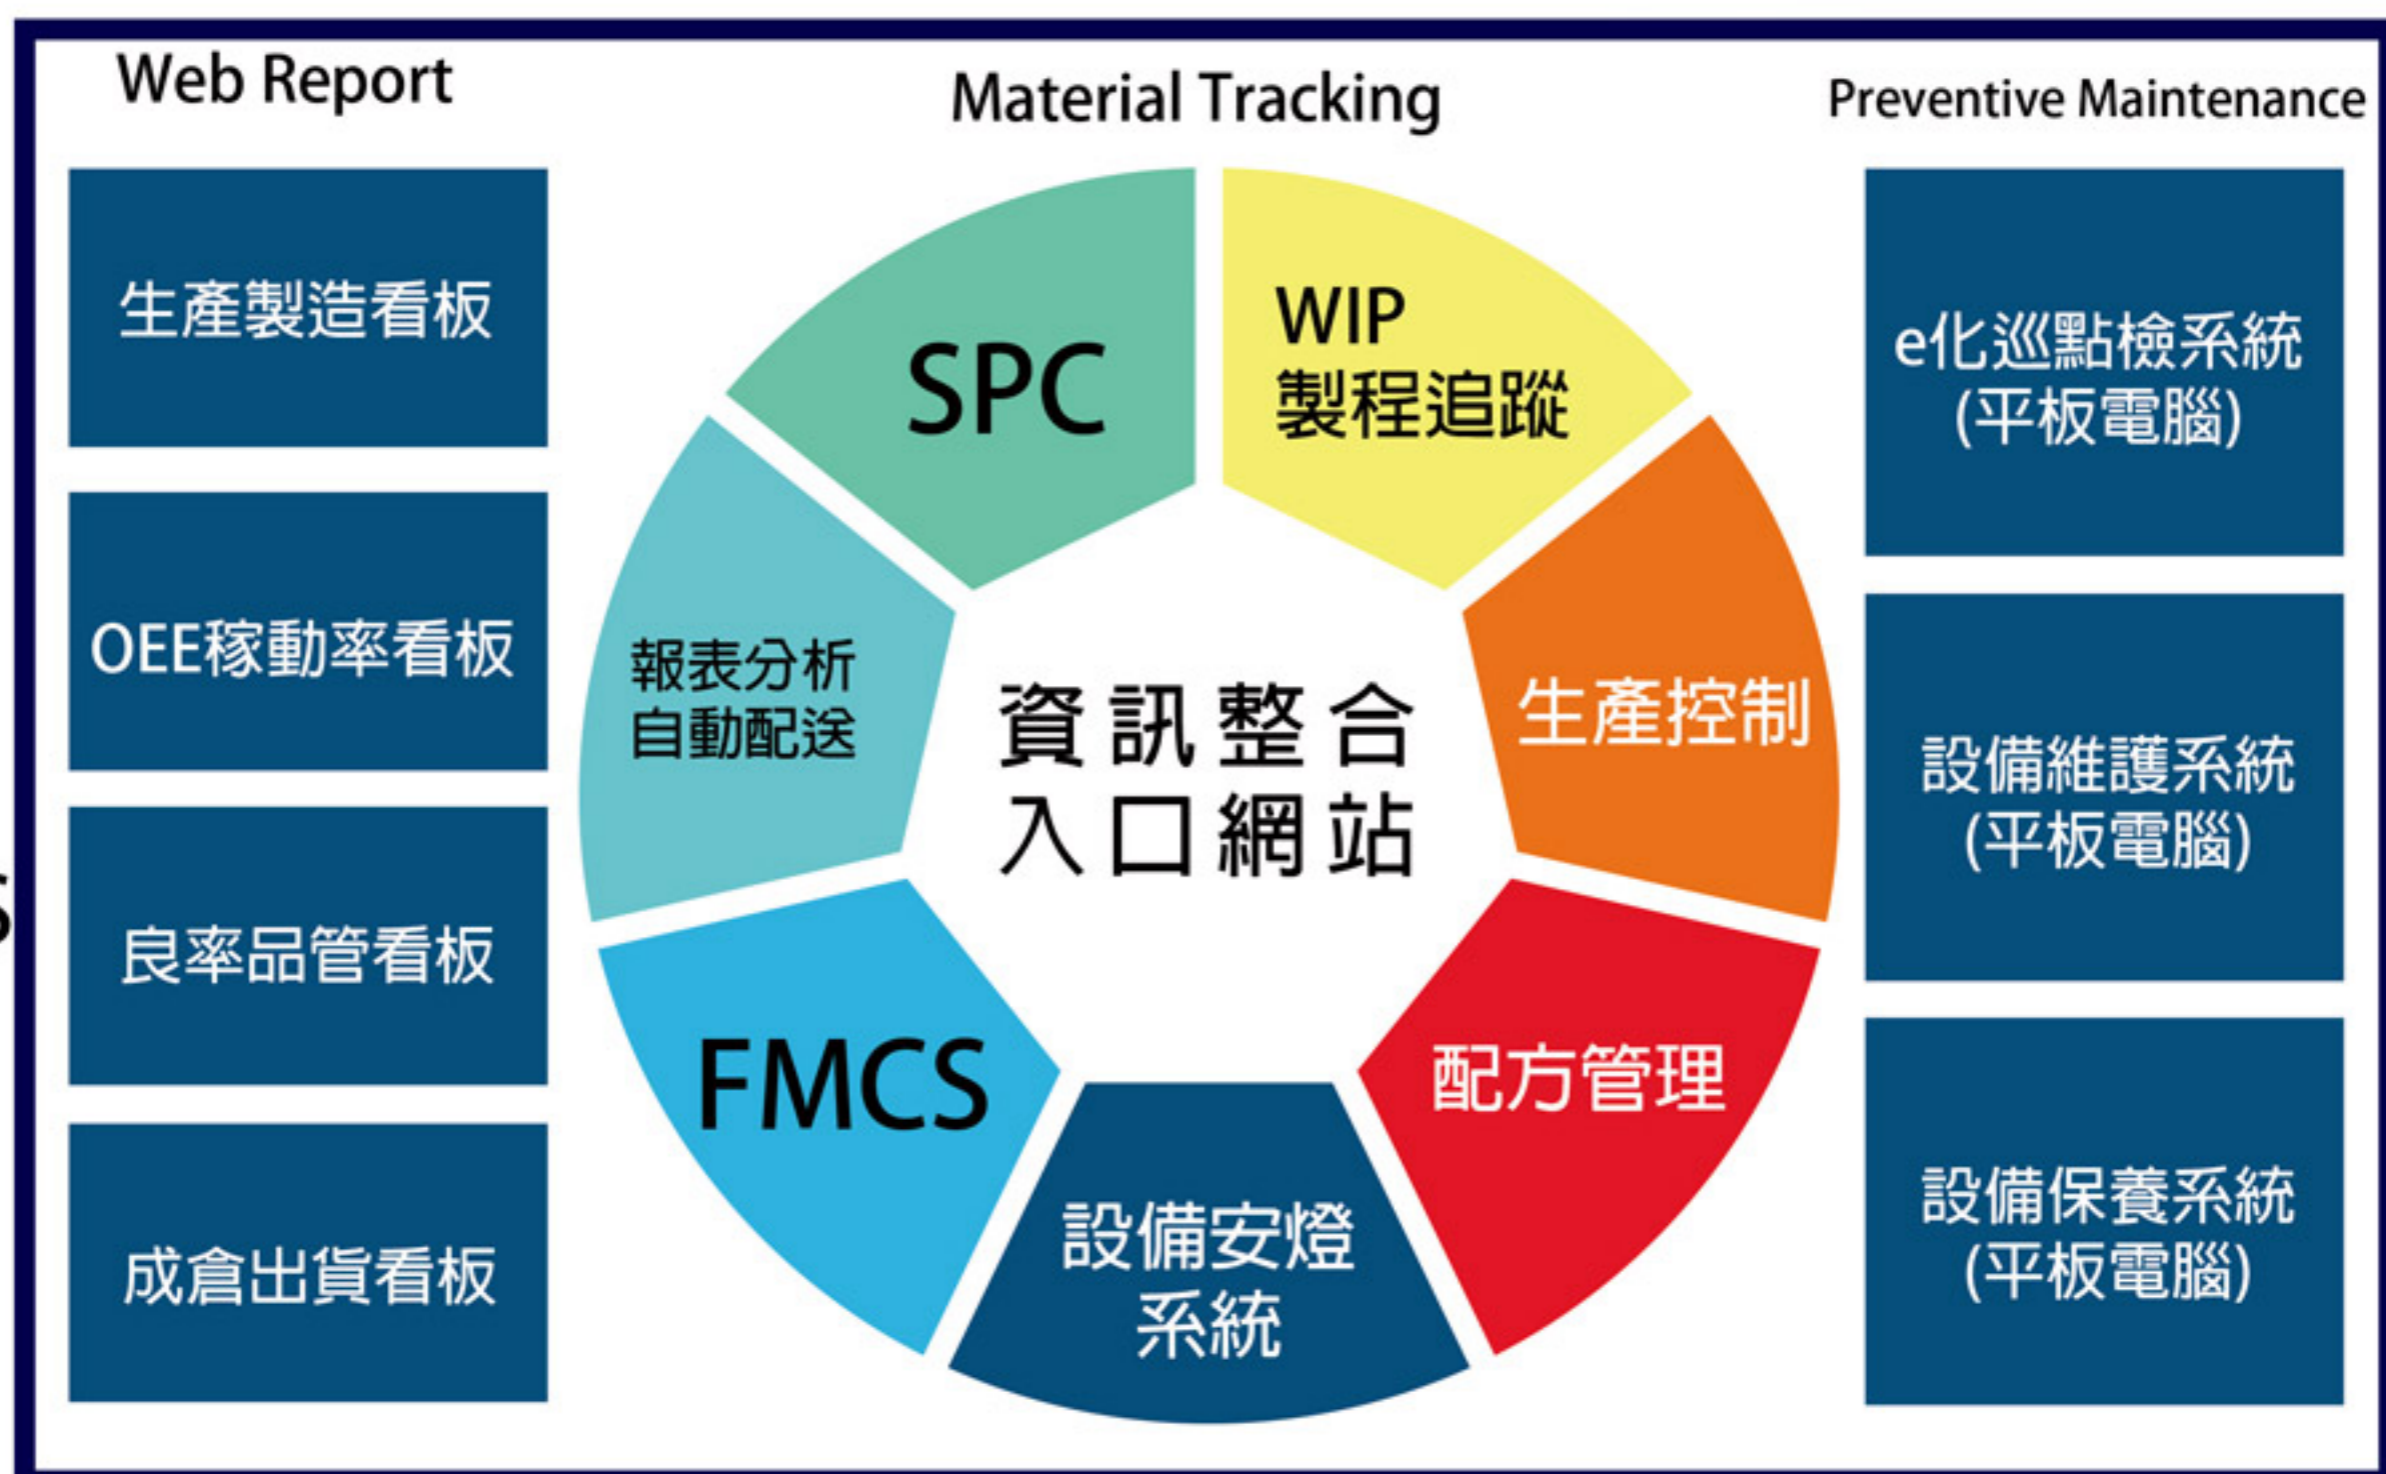 Web Report
生產製造看板
OEE稼動率看板
良率品管看板
成倉出貨看板
Material Tracking
SPC
WIP
製程追蹤
生產控制
配方管理
設備安燈
系統
FMCS
報表分析
自動配送
資訊整合
入口網站
Preventive Maintenance
e化巡點檢系統
(平板電腦)
設備維護系統
(平板電腦)
設備保養系統
(平板電腦)